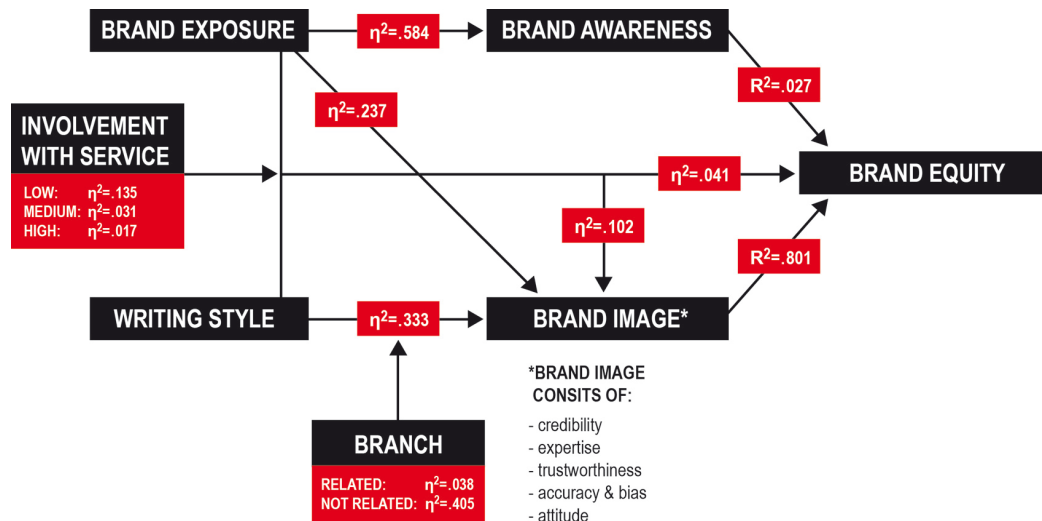 BRAND EXPOSURE
η²=.584
BRAND AWARENESS
R²=.027
η²=.237
INVOLVEMENT
WITH SERVICE
LOW: η²=.135
MEDIUM: η²=.031
HIGH: η²=.017
η²=.041
BRAND EQUITY
η²=.102
R²=.801
WRITING STYLE
η²=.333
BRAND IMAGE*
*BRAND IMAGE
CONSITS OF:
- credibility
- expertise
- trustworthiness
- accuracy & bias
- attitude
BRANCH
RELATED: η²=.038
NOT RELATED: η²=.405